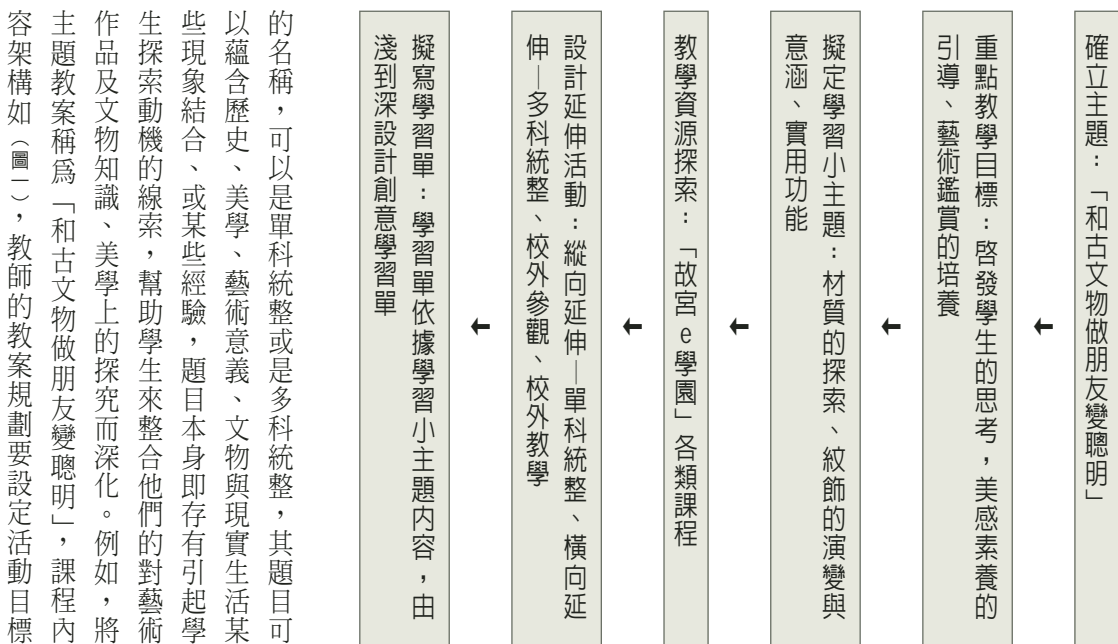 確立主題：「和古文物做朋友變聰明」
←
重點教學目標：啓發學生的思考，美感素養的
引導、藝術鑑賞的培養
←
擬定學習小主題：材質的探索、紋飾的演變與
意涵、實用功能
←
教學資源探索：「故宮e學園」各類課程
←
設計延伸活動：縱向延伸—單科統整、橫向延
伸—多科統整、校外參觀、校外教學
←
擬寫學習單：學習單依據學習小主題內容，由
淺到深設計創意學習單
的名稱，可以是單科統整或是多科統整，其題目可
以蘊含歷史、美學、藝術意義、文物與現實生活某
些現象結合、或某些經驗，題目本身即存有引起學
生探索動機的線索，幫助學生來整合他們的對藝術
作品及文物知識、美學上的探究而深化。例如，將
主題教案稱爲「和古文物做朋友變聰明」，課程內
容架構如（圖一），教師的教案規劃要設定活動目標